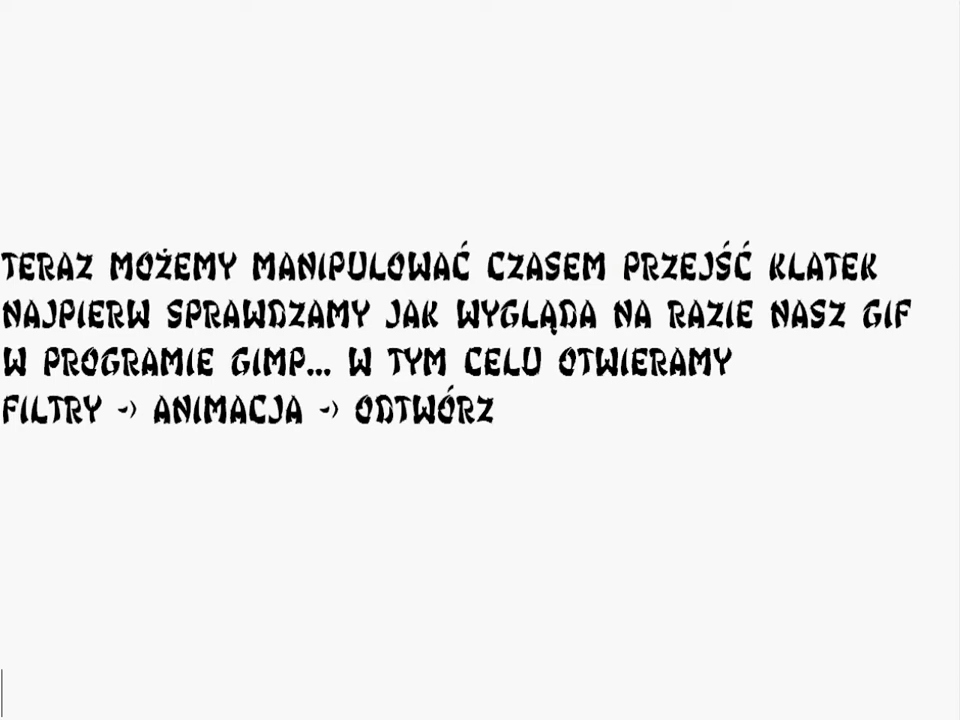 TERAZ MOŻEMY MANIPULOWAĆ CZASEM PRZEJŚĆ KLATEK
NAJPIERW SPRAWDZAMY JAK WYGLĄDA NA RAZIE NASZ GIF
W PROGRAMIE GIMP... W TYM CELU OTWIERAMY
FILTRY -> ANIMACJA -> ODTWÓRZ